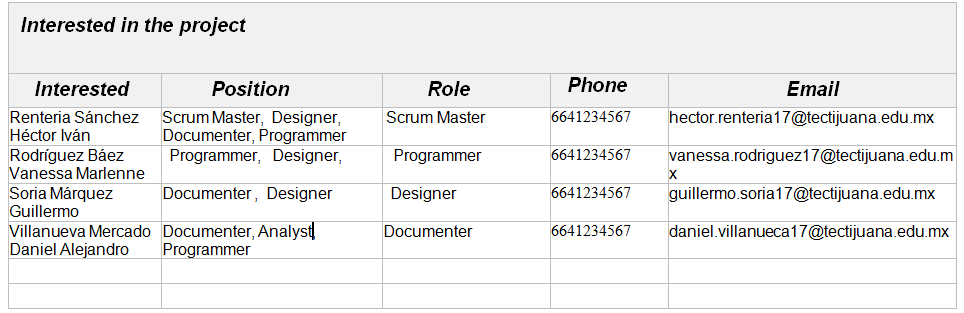 Interested in the project
Interested Position Role Phone Email
Renteria Sánchez Scrum Master, Designer, Scrum Master 6641234567 hector.renteria17@tectijuana.edu.mx
Héctor Iván Documenter, Programmer
Rodríguez Báez Programmer, Designer, Programmer 6641234567 vanessa.rodriguez17@tectijuana.edu.m
Vanessa Marlenne x
Soria Márquez Documenter , Designer Designer 6641234567 guillermo.soria17@tectijuana.edu.mx
Guillermo
Villanueva Mercado Documenter, Analyst, Documenter 6641234567 daniel.villanueca17@tectijuana.edu.mx
Daniel Alejandro Programmer